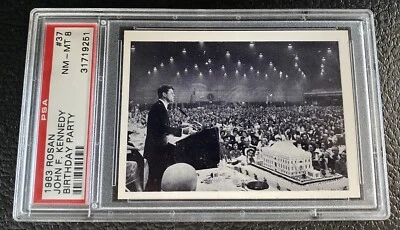 1963 ROSAN
JOHN F. KENNEDY
BIRTHDAY PARTY
#37
NM-MT 8
31719251
PSA